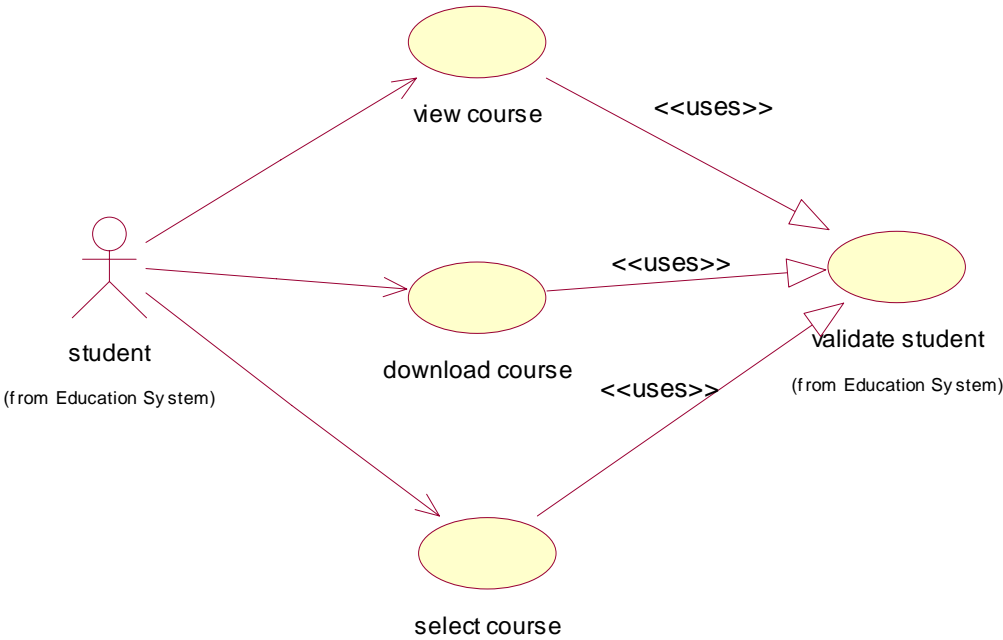 view course
<<uses>>
<<uses>>
student
validate student
download course
(from Education System)
<<uses>>
(from Education System)
select course